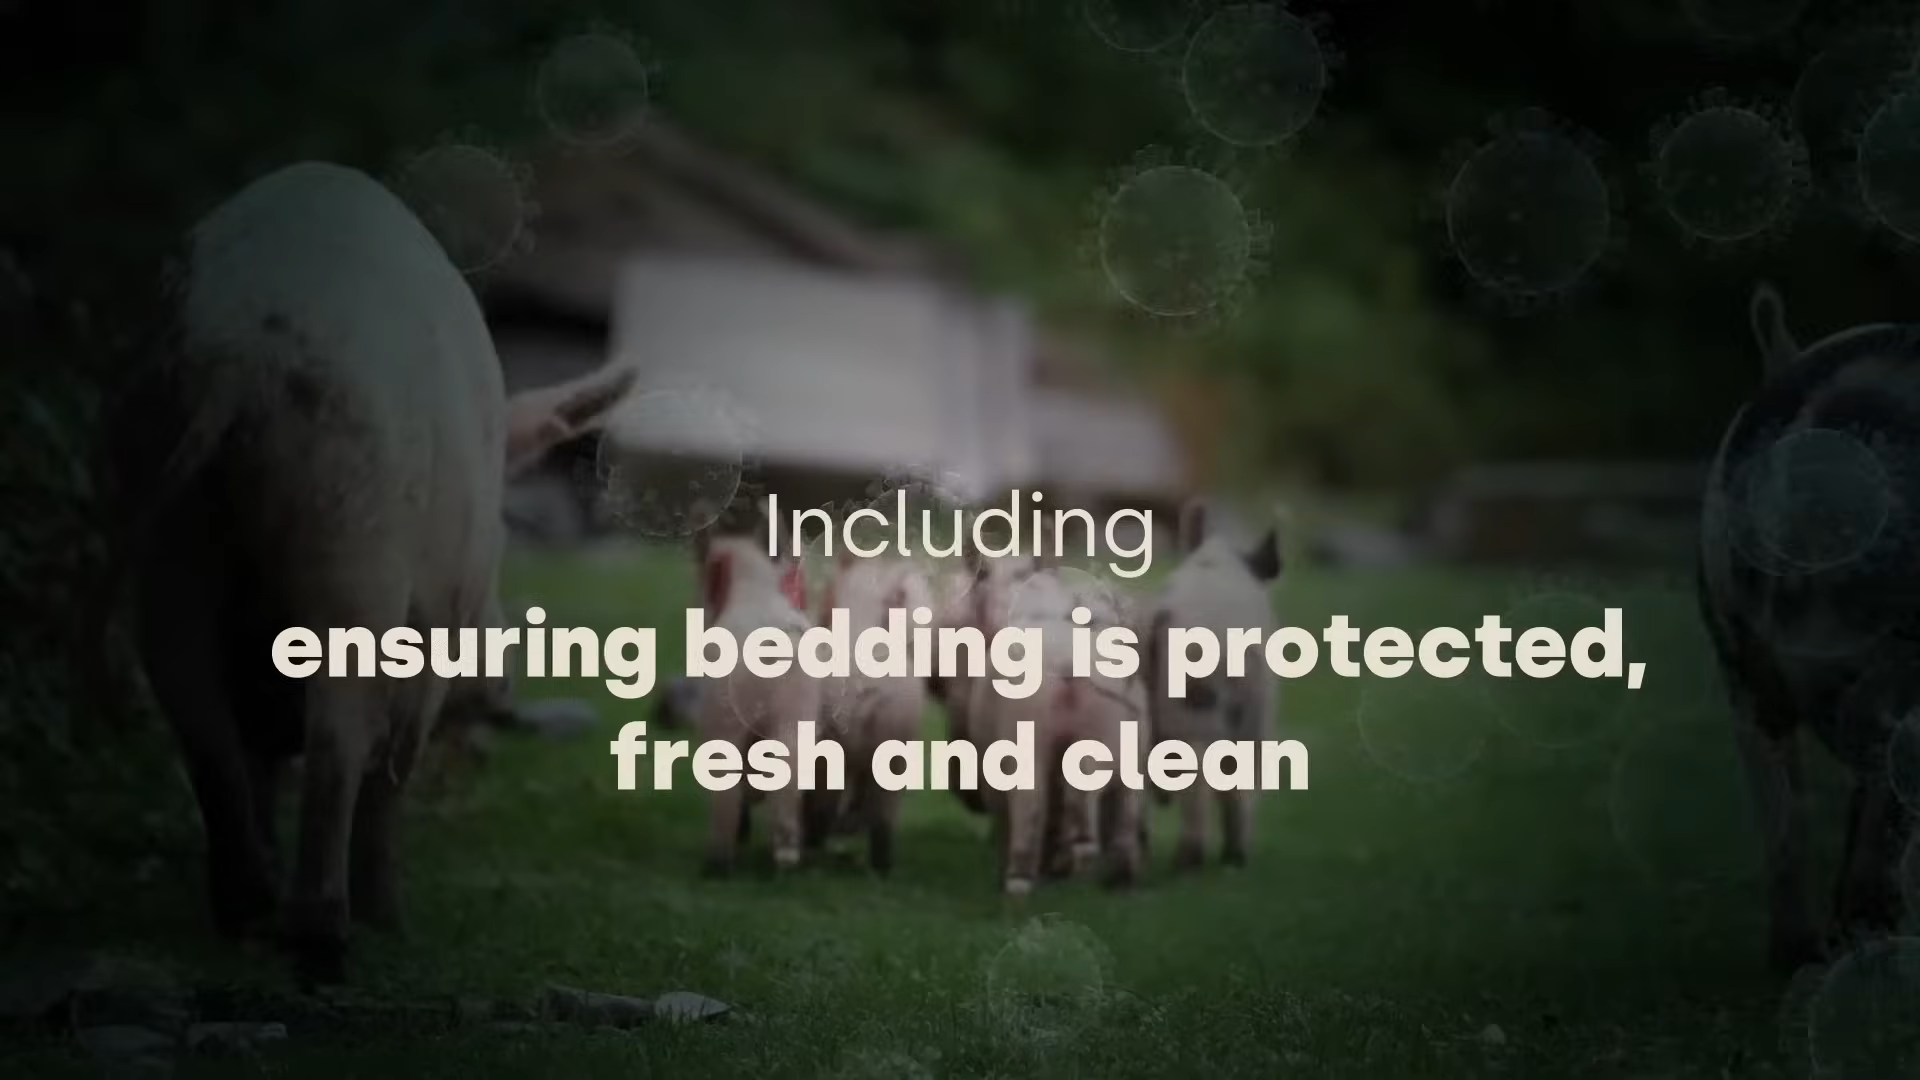 Including
ensuring bedding is protected,
fresh and clean